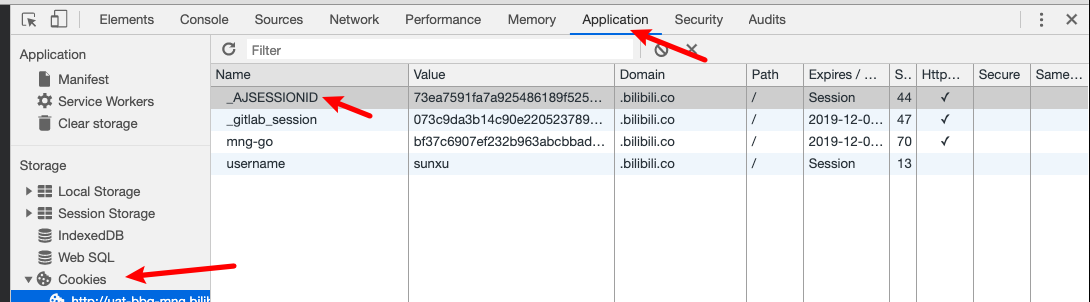 Elements Console Sources Network Performance Memory Application Security Audits
Application
Manifest
Service Workers
Clear storage
Storage
Local Storage
Session Storage
IndexedDB
Web SQL
Cookies
Filter
Name Value Domain Path Expires / ... S.. Http... Secure Same...
_AJSESSIONID 73ea7591fa7a925486189f525... .bilibili.co / Session 44 ✓
_gitlab_session 073c9da3b14c90e220523789... .bilibili.co / 2019-12-0... 47 ✓
mng-go bf37c6907ef232b963abcbbad... .bilibili.co / 2019-12-0... 70 ✓
username sunxu .bilibili.co / Session 13